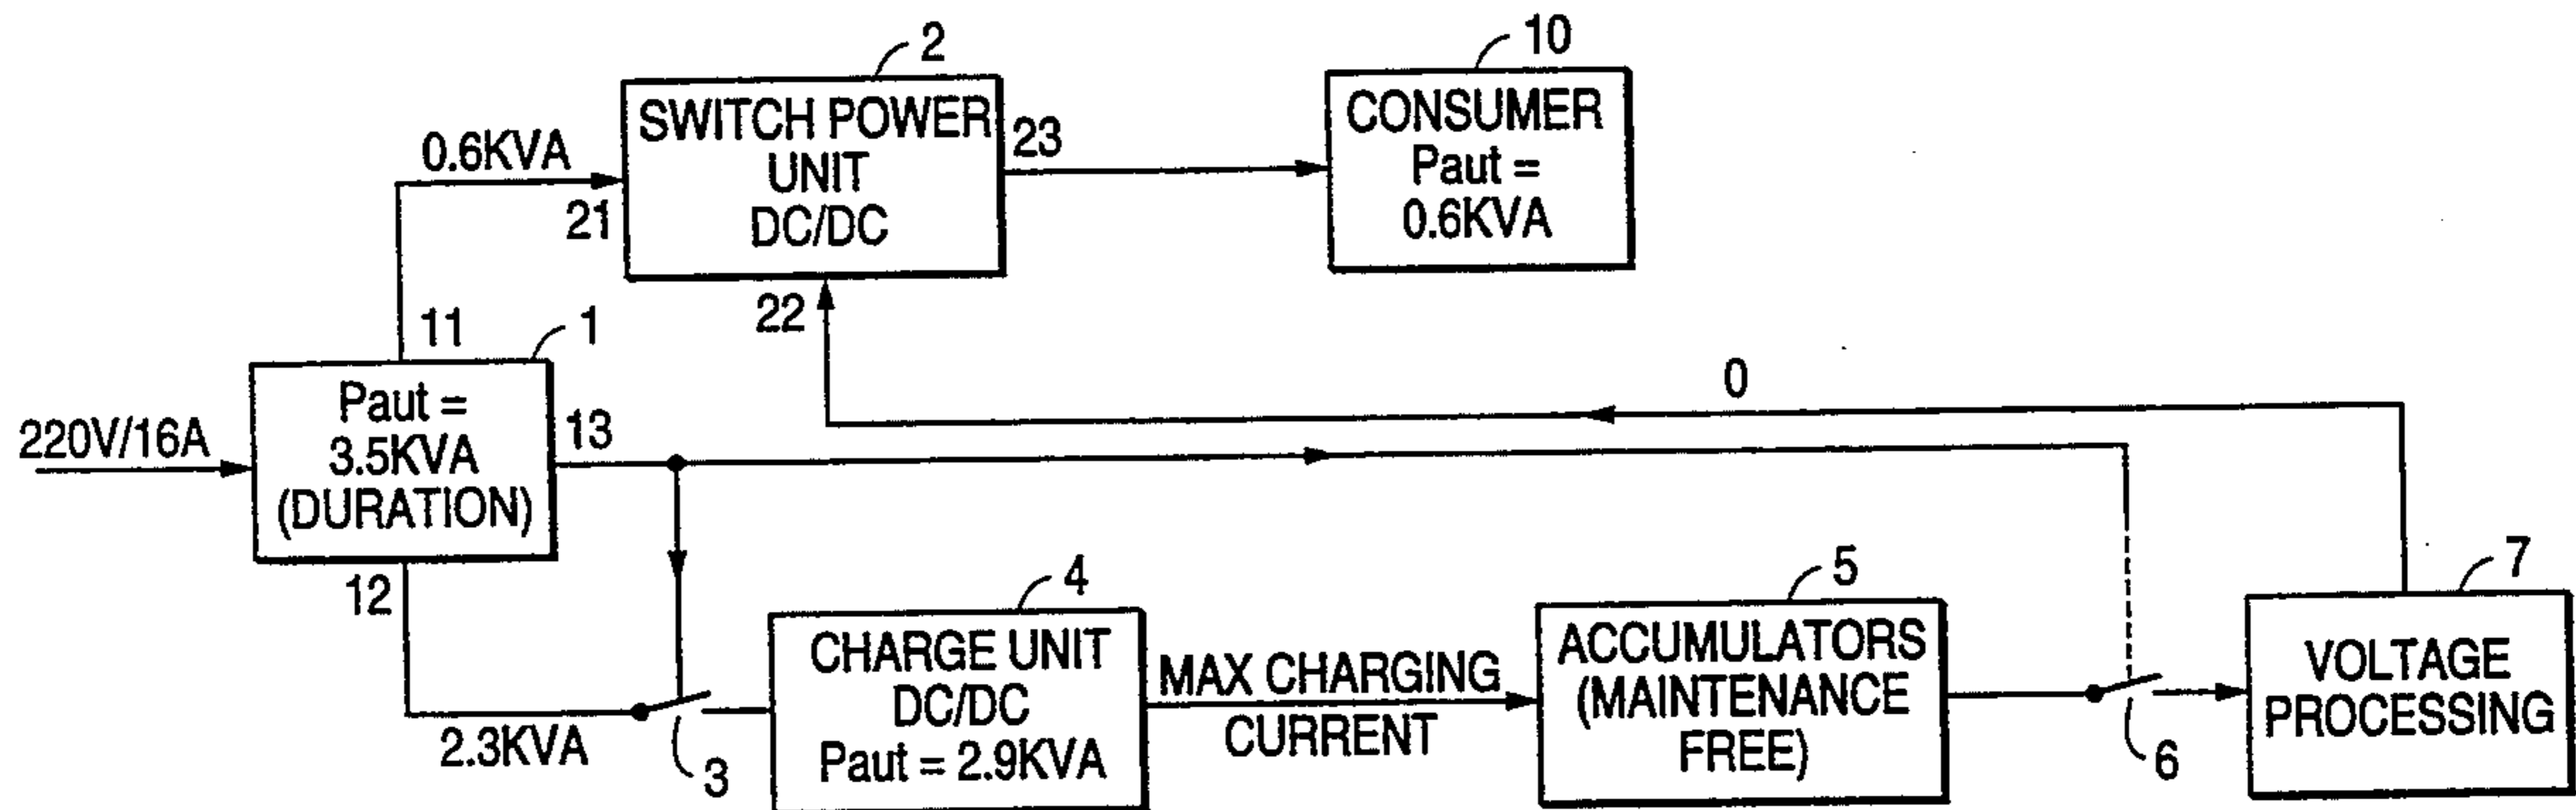 2
10
SWITCH POWER
UNIT
DC/DC
23
CONSUMER
Paut =
0.6KVA
0.6KVA
21
22
11
1
220V/16A
Paut =
3.5KVA
(DURATION)
13
0
12
2.3KVA
3
4
CHARGE UNIT
DC/DC
Paut = 2.9KVA
MAX CHARGING
CURRENT
5
ACCUMULATORS
(MAINTENANCE
FREE)
6
7
VOLTAGE
PROCESSING